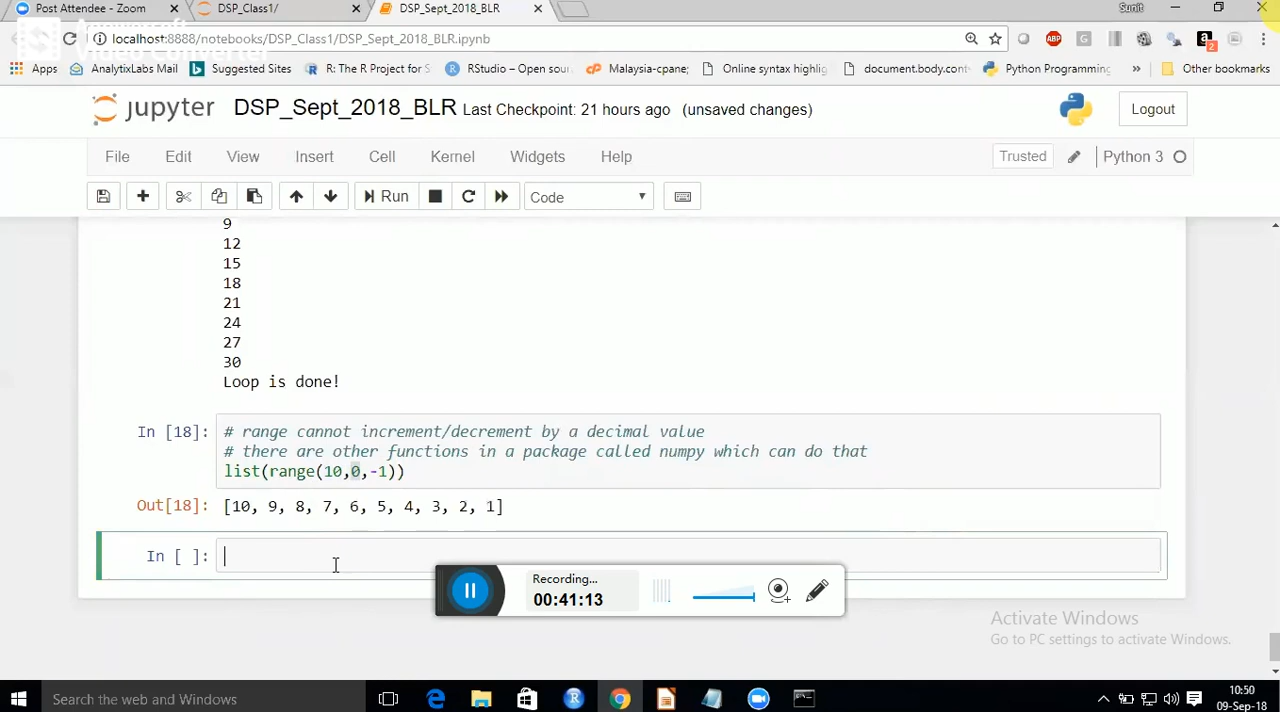 Post Attendee - Zoom
DSP_Class1/
DSP_Sept_2018_BLR
Sunit
localhost:8888/notebooks/DSP_Class1/DSP_Sept_2018_BLR.ipynb
ABP
G
a
2
Apps
AnalytixLabs Mail
Suggested Sites
R: The R Project for S
RStudio – Open sou
Malaysia-cpane;
Online syntax highlig
document.body.cont
Python Programming
»
Other bookmarks
jupyter
DSP_Sept_2018_BLR
Last Checkpoint: 21 hours ago
(unsaved changes)
Logout
File
Edit
View
Insert
Cell
Kernel
Widgets
Help
Trusted
Python 3
Run
Code
9
12
15
18
21
24
27
30
Loop is done!
In [18]:
# range cannot increment/decrement by a decimal value
# there are other functions in a package called numpy which can do that
list(range(10,0,-1))
Out[18]:
[10, 9, 8, 7, 6, 5, 4, 3, 2, 1]
In [ ]:
Recording...
00:41:13
Activate Windows
Go to PC settings to activate Windows.
Search the web and Windows
10:50
09-Sep-18